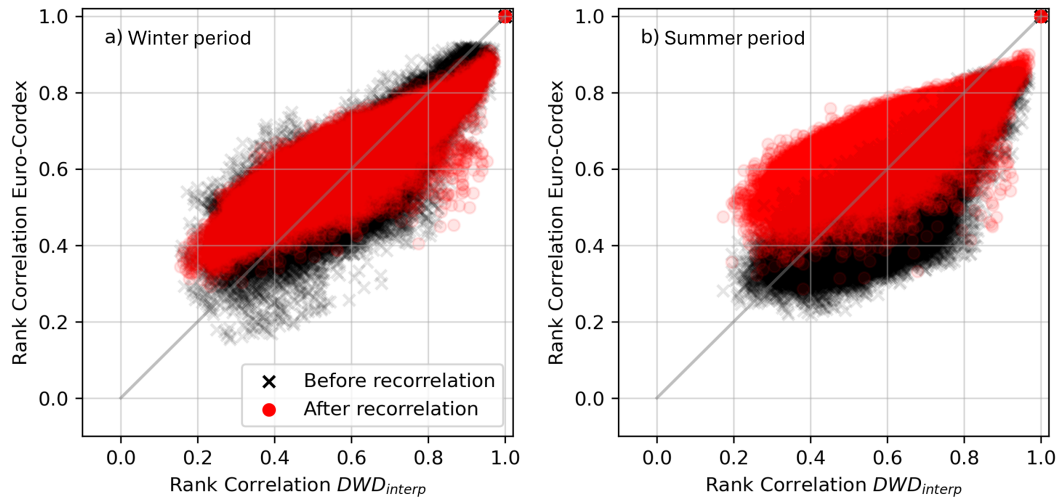 a) Winter period
b) Summer period
1.0
0.8
0.6
0.4
0.2
0.0
Rank Correlation Euro-Cordex
Before recorrelation
After recorrelation
0.0 0.2 0.4 0.6 0.8 1.0
Rank Correlation DWD_interp
1.0
0.8
0.6
0.4
0.2
0.0
Rank Correlation Euro-Cordex
0.0 0.2 0.4 0.6 0.8 1.0
Rank Correlation DWD_interp